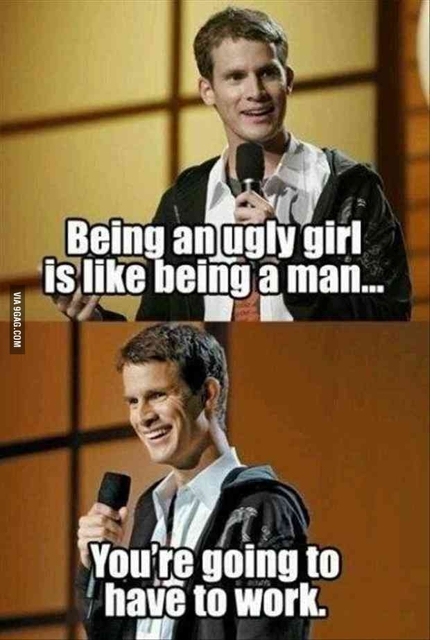 Being an ugly girl
is like being a man...
VIA 9GAG.COM
You're going to
have to work.